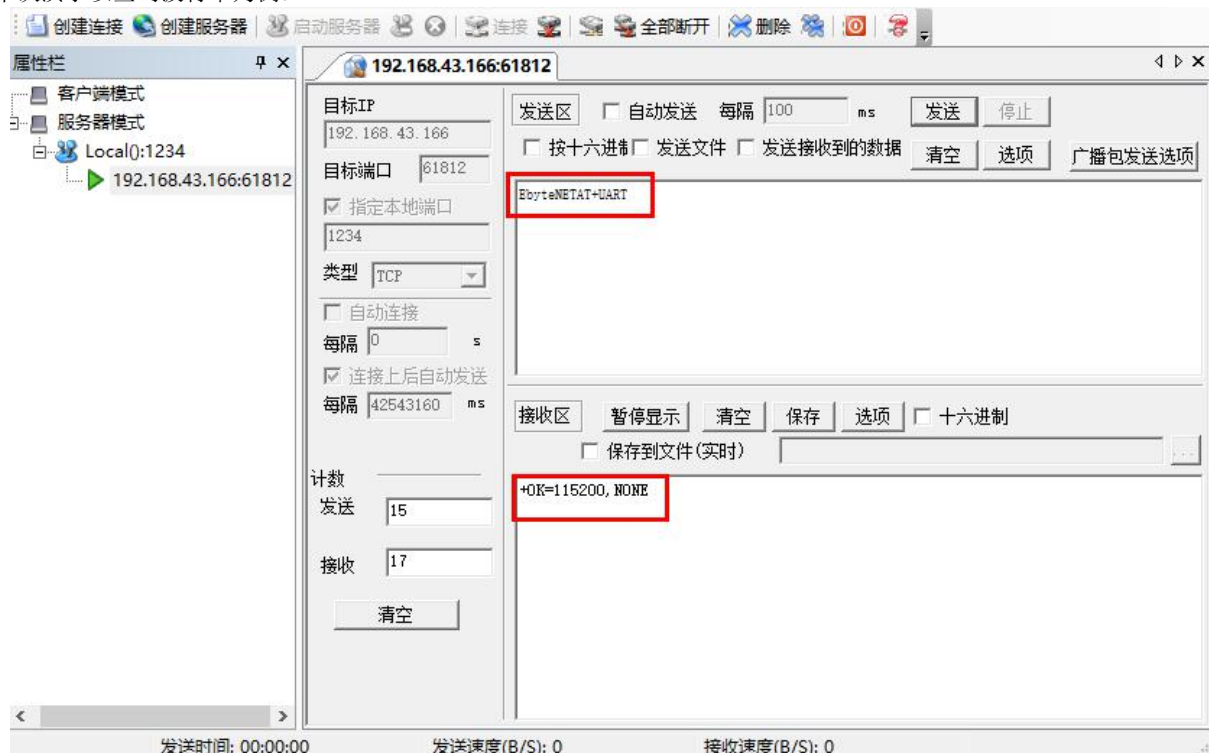 创建连接 创建服务器 启动服务器 连接 全部断开 删除
属性栏
客户端模式
服务器模式
Local():1234
192.168.43.166:61812
192.168.43.166:61812
目标IP
192.168.43.166
目标端口 61812
指定本地端口
1234
类型 TCP
自动连接
每隔 0 s
连接上后自动发送
每隔 42543160 ms
计数
发送 15
接收 17
清空
发送区 自动发送 每隔 100 ms 发送 停止
按十六进制 发送文件 发送接收到的数据 清空 选项 广播包发送选项
EbyteNETAT+UART
接收区 暂停显示 清空 保存 选项 十六进制
保存到文件(实时) ...
+OK=115200,NONE
发送时间: 00:00:00 发送速度(B/S): 0 接收速度(B/S): 0